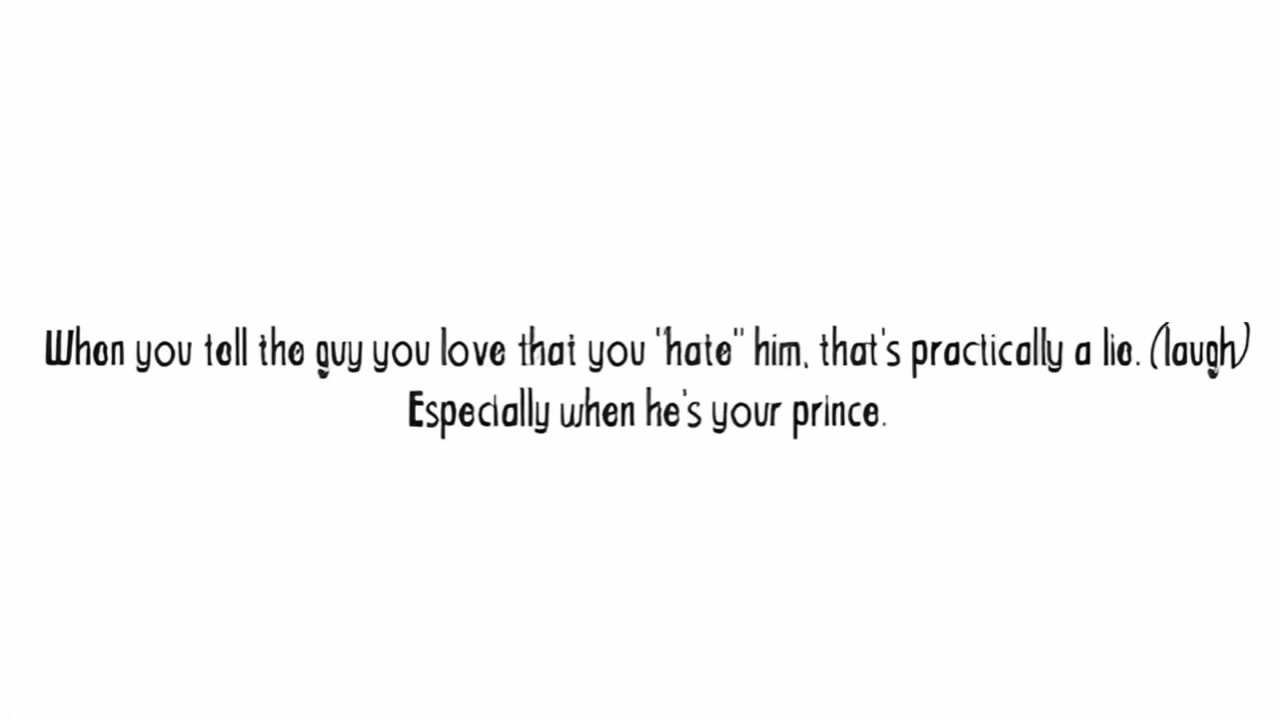 When you tell the guy you love that you "hate" him, that's practically a lie. (laugh)
Especially when he's your prince.